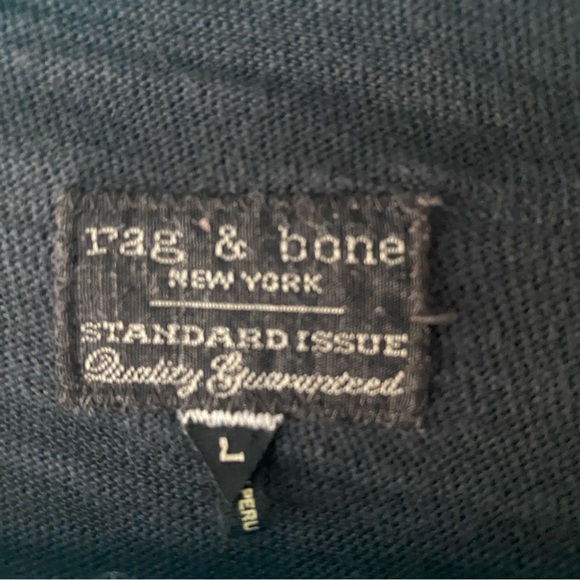 rag & bone
NEW YORK
STANDARD ISSUE
Quality Guaranteed
L
PERU